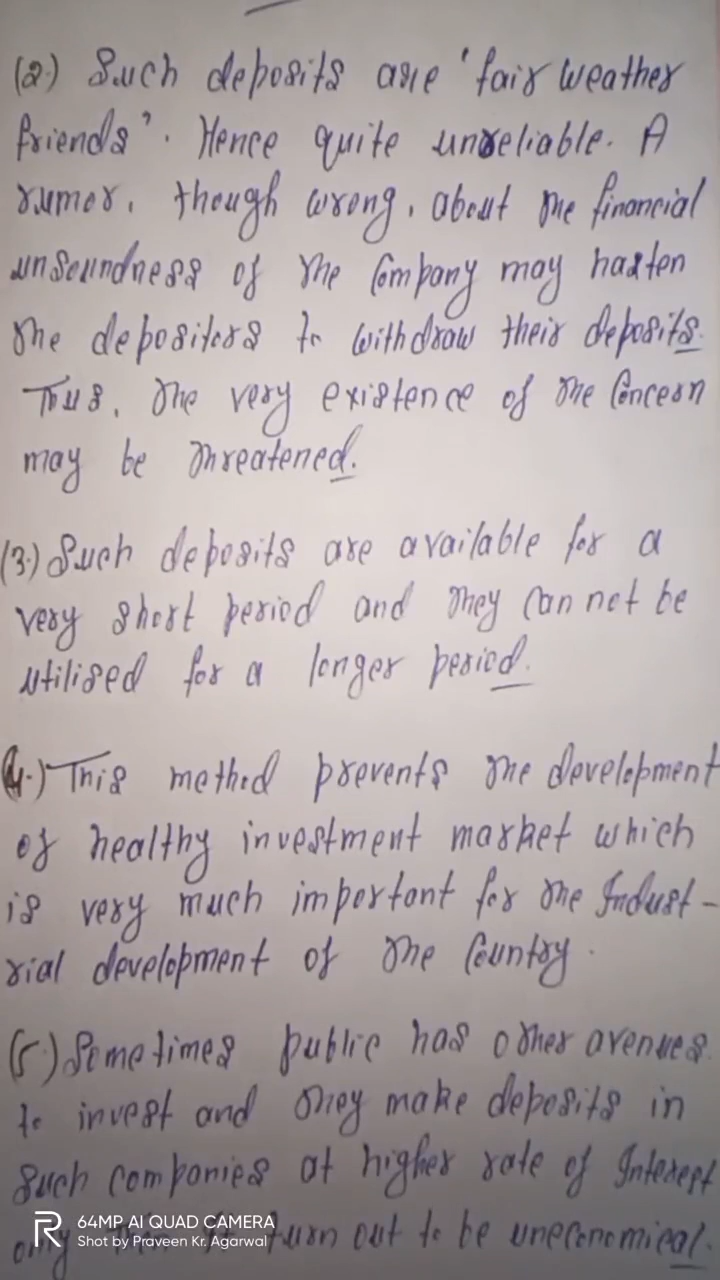 (2.) Such deposits are 'fair weather
friends'. Hence quite unreliable. A
rumor, though wrong, about the financial
unsoundness of the Company may hasten
the depositors to withdraw their deposits.
Thus, the very existence of the Concern
may be threatened.
(3.) Such deposits are available for a
very short period and they can not be
utilised for a longer period.
(4.) This method prevents the development
of healthy investment market which
is very much important for the Indust-
rial development of the Country.
(5.) Sometimes public has other avenues
to invest and they make deposits in
such companies at higher rate of Interest
only turn out to be uneconomical.
64MP AI QUAD CAMERA
Shot by Praveen Kr. Agarwal